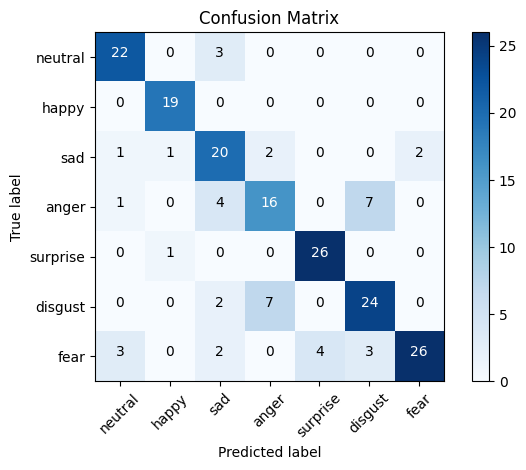 Confusion Matrix
neutral 22 0 3 0 0 0 0
happy 0 19 0 0 0 0 0
sad 1 1 20 2 0 0 2
anger 1 0 4 16 0 7 0
surprise 0 1 0 0 26 0 0
disgust 0 0 2 7 0 24 0
fear 3 0 2 0 4 3 26
neutral happy sad anger surprise disgust fear
True label
Predicted label
25
20
15
10
5
0